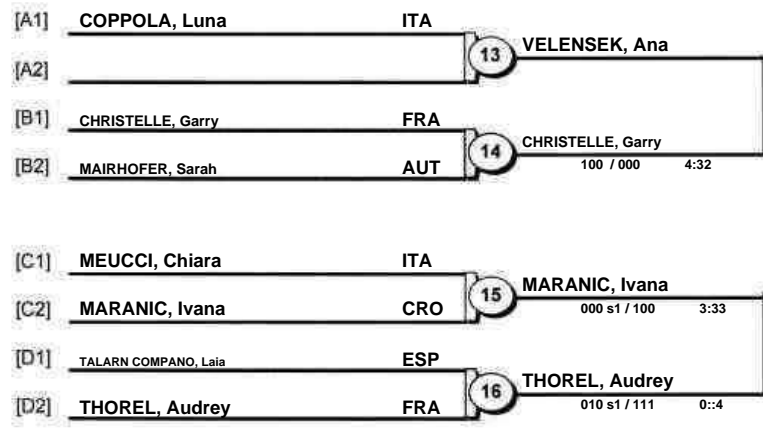 [A1] COPPOLA, Luna ITA
13 VELENSEK, Ana
[A2]
[B1] CHRISTELLE, Garry FRA
14 CHRISTELLE, Garry
100 / 000 4:32
[B2] MAIRHOFER, Sarah AUT
[C1] MEUCCI, Chiara ITA
15 MARANIC, Ivana
000 s1 / 100 3:33
[C2] MARANIC, Ivana CRO
[D1] TALARN COMPANO, Laia ESP
16 THOREL, Audrey
010 s1 / 111 0::4
[D2] THOREL, Audrey FRA